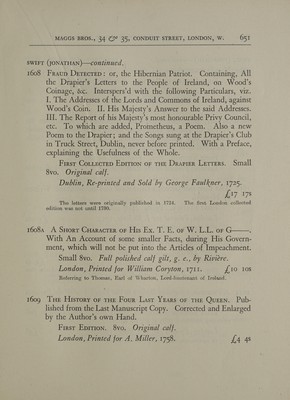 MAGGS BROS., 34 & 35, CONDUIT STREET, LONDON, W. 651
SWIFT (JONATHAN)—continued.
1608 FRAUD DETECTED: or, the Hibernian Patriot. Containing, All
the Drapier's Letters to the People of Ireland, on Wood's
Coinage, &c. Interspers'd with the following Particulars, viz.
I. The Addresses of the Lords and Commons of Ireland, against
Wood's Coin. II. His Majesty's Answer to the said Addresses.
III. The Report of his Majesty's most honourable Privy Council,
etc. To which are added, Prometheus, a Poem. Also a new
Poem to the Drapier; and the Songs sung at the Drapier's Club
in Truck Street, Dublin, never before printed. With a Preface,
explaining the Usefulness of the Whole.
FIRST COLLECTED EDITION OF THE DRAPIER LETTERS. Small
8vo. Original calf.
Dublin, Re-printed and Sold by George Faulkner, 1725.
£17 17s
The letters were originally published in 1724. The first London collected
edition was not until 1730.
1608A A SHORT CHARACTER OF HIS EX. T. E. OF W. L.L. OF G——.
With An Account of some smaller Facts, during His Govern-
ment, which will not be put into the Articles of Impeachment.
Small 8vo. Full polished calf gilt, g. e., by Rivière.
London, Printed for William Coryton, 1711. £10 10s
Referring to Thomas, Earl of Wharton, Lord-lieutenant of Ireland.
1609 THE HISTORY OF THE FOUR LAST YEARS OF THE QUEEN. Pub-
lished from the Last Manuscript Copy. Corrected and Enlarged
by the Author's own Hand.
FIRST EDITION. 8vo. Original calf.
London, Printed for A. Miller, 1758. £4 4s